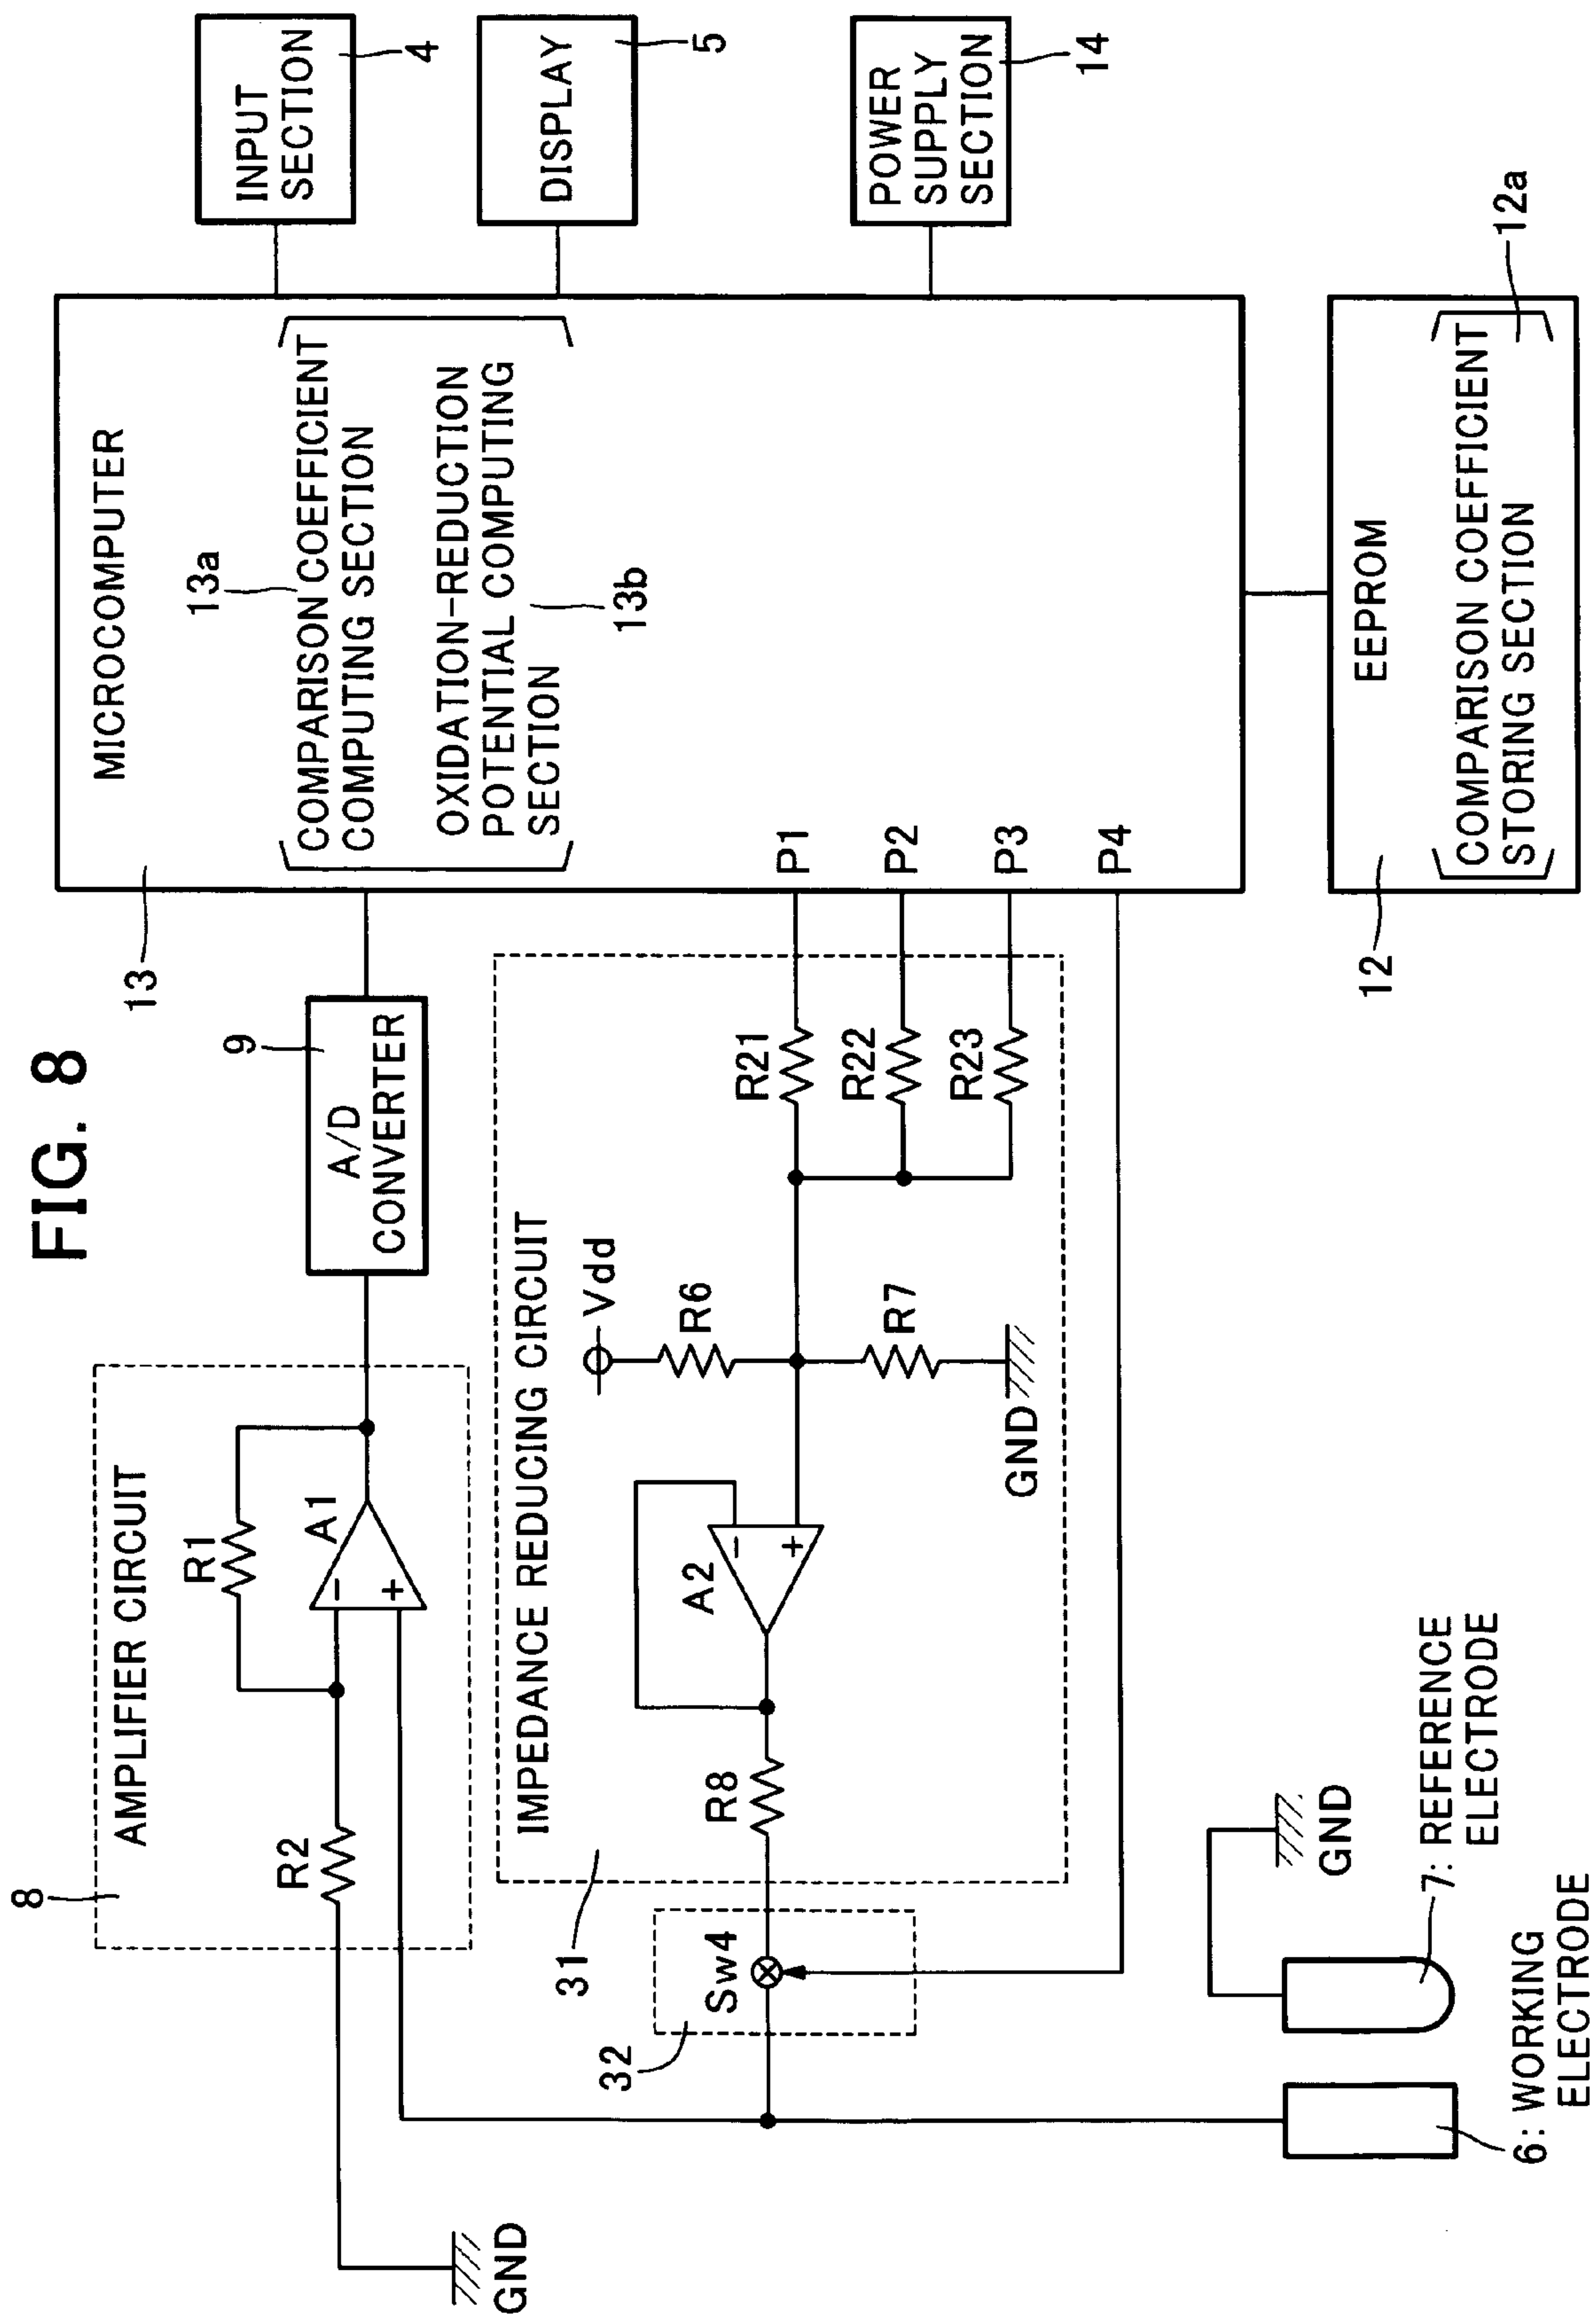 FIG. 8
8
AMPLIFIER CIRCUIT
R1
R2
A1
-
+
GND
9
A/D
CONVERTER
13
MICROCOMPUTER
13a
COMPARISON COEFFICIENT
COMPUTING SECTION
OXIDATION-REDUCTION
POTENTIAL COMPUTING
SECTION
13b
P1
P2
P3
P4
INPUT
SECTION
4
DISPLAY
5
POWER
SUPPLY
SECTION
14
IMPEDANCE REDUCING CIRCUIT
31
Vdd
R6
R7
GND
R21
R22
R23
A2
-
+
R8
Sw4
32
GND
7: REFERENCE
ELECTRODE
6: WORKING
ELECTRODE
12
EEPROM
COMPARISON COEFFICIENT
STORING SECTION
12a